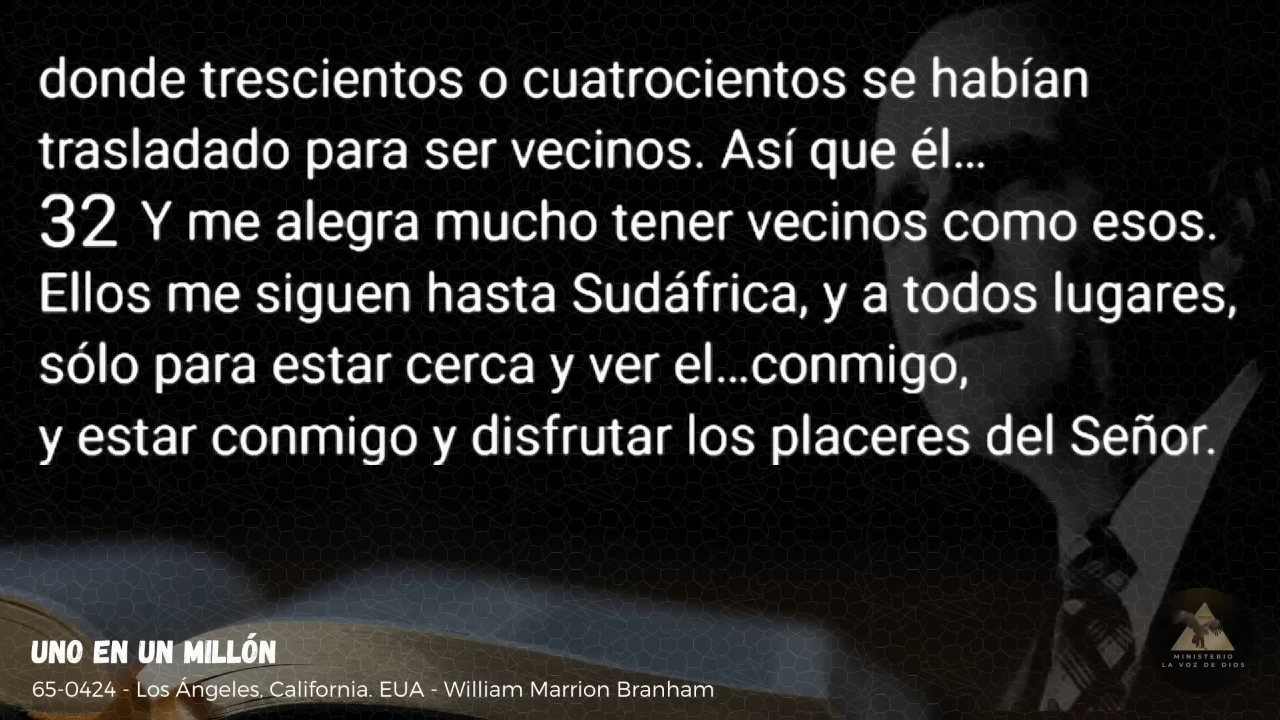 donde trescientos o cuatrocientos se habían
trasladado para ser vecinos. Así que él...
32 Y me alegra mucho tener vecinos como esos.
Ellos me siguen hasta Sudáfrica, y a todos lugares,
sólo para estar cerca y ver el...conmigo,
y estar conmigo y disfrutar los placeres del Señor.
UNO EN UN MILLÓN
65-0424 - Los Ángeles, California. EUA - William Marrion Branham
MINISTERIO
LA VOZ DE DIOS